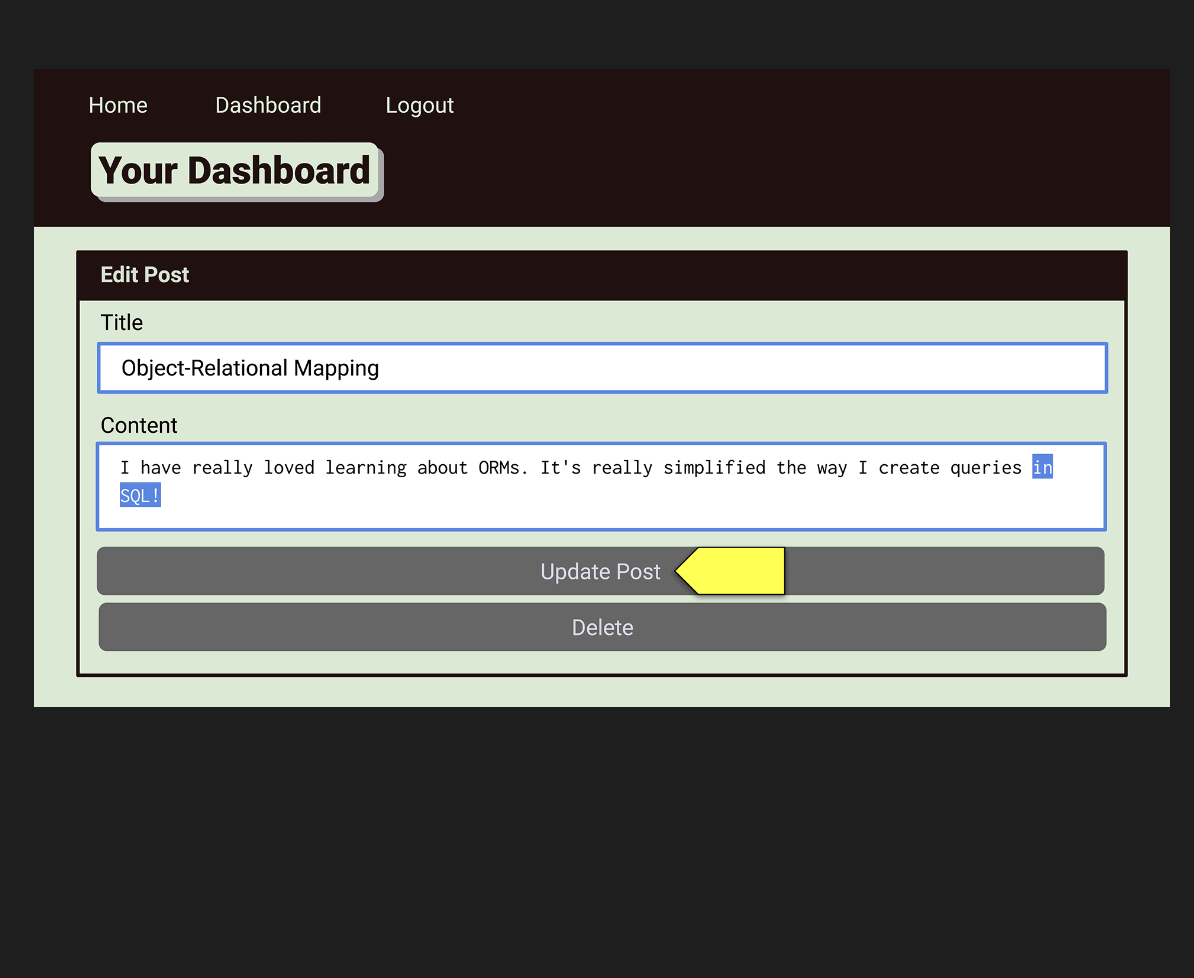 Home Dashboard Logout
Your Dashboard
Edit Post
Title
Object-Relational Mapping
Content
I have really loved learning about ORMs. It's really simplified the way I create queries in
SQL!
Update Post
Delete